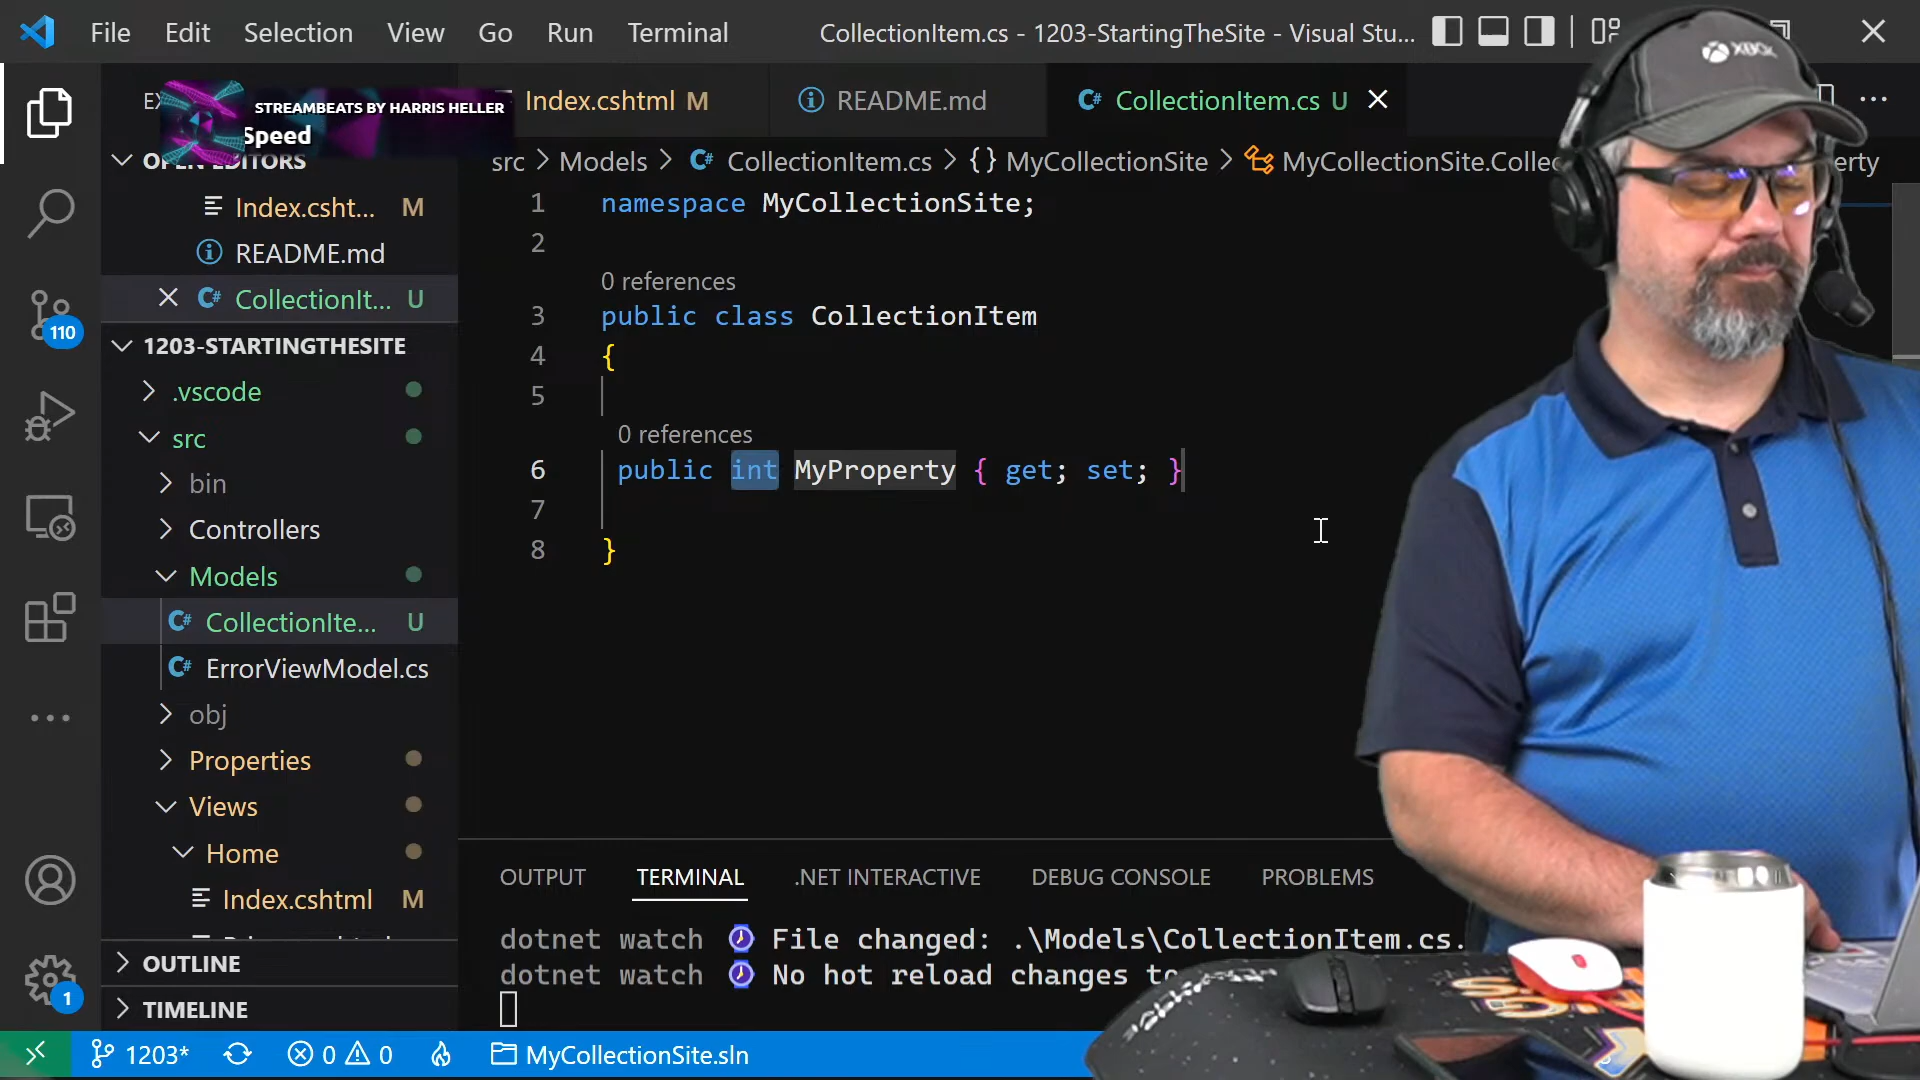 File Edit Selection View Go Run Terminal
CollectionItem.cs - 1203-StartingTheSite - Visual Stu...
XBOX
STREAMBEATS BY HARRIS HELLER
Speed
Index.cshtml M
README.md
CollectionItem.cs U
OPEN EDITORS
src > Models > CollectionItem.cs > {} MyCollectionSite >
Index.csht... M
README.md
CollectionIt... U
110
1203-STARTINGTHESITE
.vscode
src
bin
Controllers
Models
CollectionIte... U
ErrorViewModel.cs
obj
Properties
Views
Home
Index.cshtml M
OUTLINE
TIMELINE
1
1 namespace MyCollectionSite;
2
0 references
3 public class CollectionItem
4 {
5
0 references
6 public int MyProperty { get; set; }
7
8 }
OUTPUT TERMINAL .NET INTERACTIVE DEBUG CONSOLE PROBLEMS
dotnet watch File changed: .\Models\CollectionItem.cs.
dotnet watch No hot reload changes to
1203* 0 0 MyCollectionSite.sln